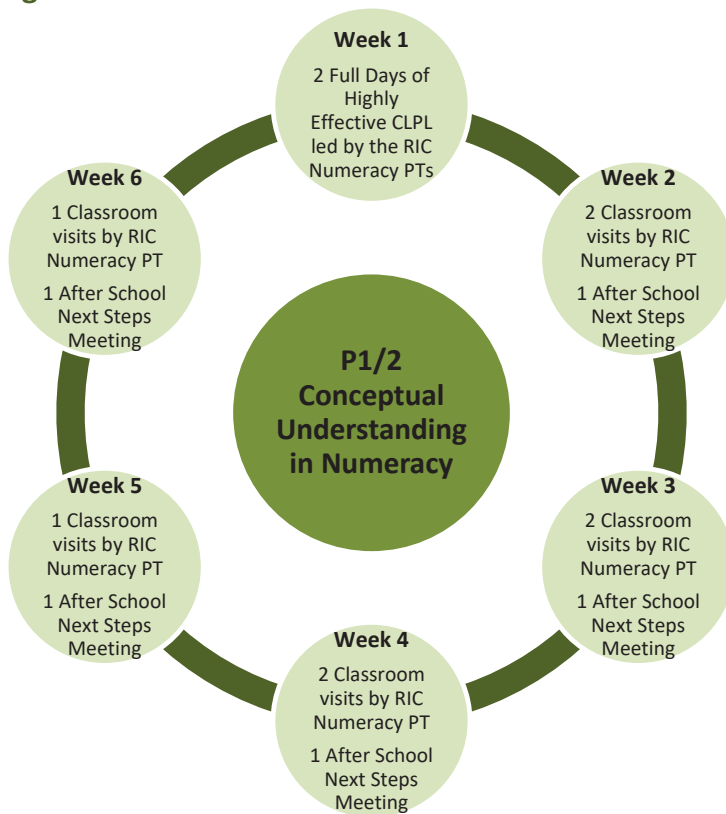 g
Week 1
2 Full Days of
Highly
Effective CLPL
led by the RIC
Numeracy PTs
Week 2
2 Classroom
visits by RIC
Numeracy PT
1 After School
Next Steps
Meeting
Week 3
2 Classroom
visits by RIC
Numeracy PT
1 After School
Next Steps
Meeting
Week 4
2 Classroom
visits by RIC
Numeracy PT
1 After School
Next Steps
Meeting
Week 5
1 Classroom
visits by RIC
Numeracy PT
1 After School
Next Steps
Meeting
Week 6
1 Classroom
visits by RIC
Numeracy PT
1 After School
Next Steps
Meeting
P1/2
Conceptual
Understanding
in Numeracy